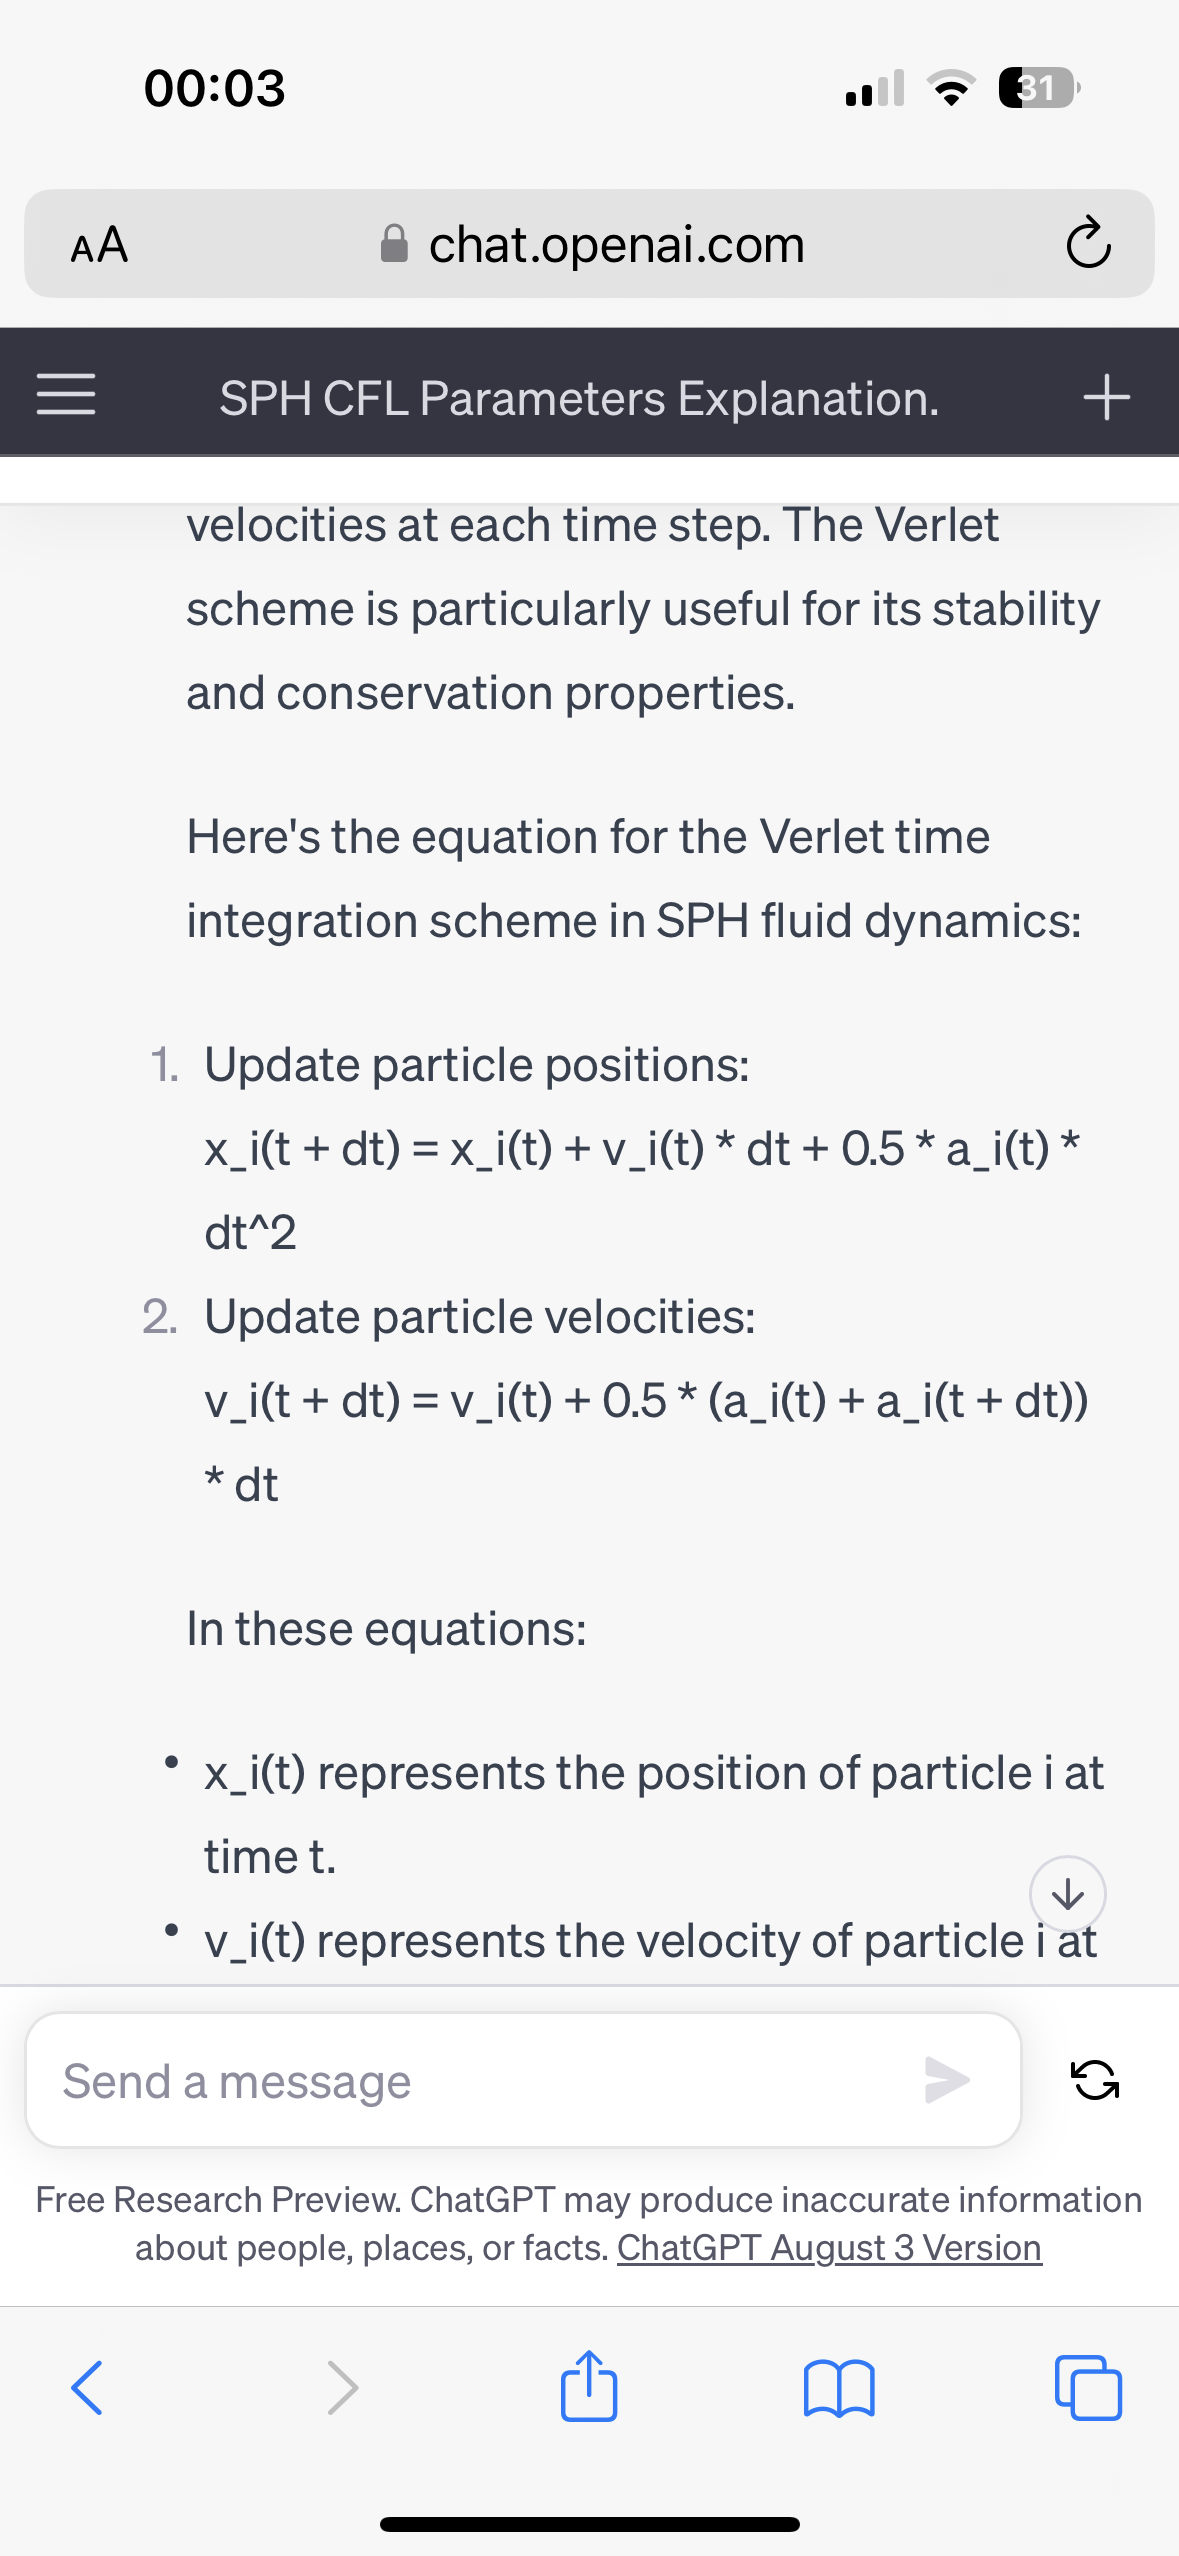 00:03
31
AA chat.openai.com
SPH CFL Parameters Explanation.
velocities at each time step. The Verlet
scheme is particularly useful for its stability
and conservation properties.
Here's the equation for the Verlet time
integration scheme in SPH fluid dynamics:
1. Update particle positions:
x_i(t + dt) = x_i(t) + v_i(t) * dt + 0.5 * a_i(t) *
dt^2
2. Update particle velocities:
v_i(t + dt) = v_i(t) + 0.5 * (a_i(t) + a_i(t + dt))
* dt
In these equations:
• x_i(t) represents the position of particle i at
time t.
• v_i(t) represents the velocity of particle i at
Send a message
Free Research Preview. ChatGPT may produce inaccurate information
about people, places, or facts. ChatGPT August 3 Version